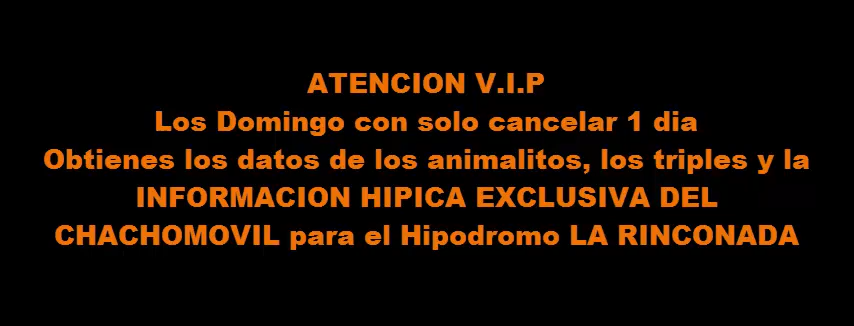 ATENCION V.I.P
Los Domingo con solo cancelar 1 dia
Obtienes los datos de los animalitos, los triples y la
INFORMACION HIPICA EXCLUSIVA DEL
CHACHOMOVIL para el Hipodromo LA RINCONADA